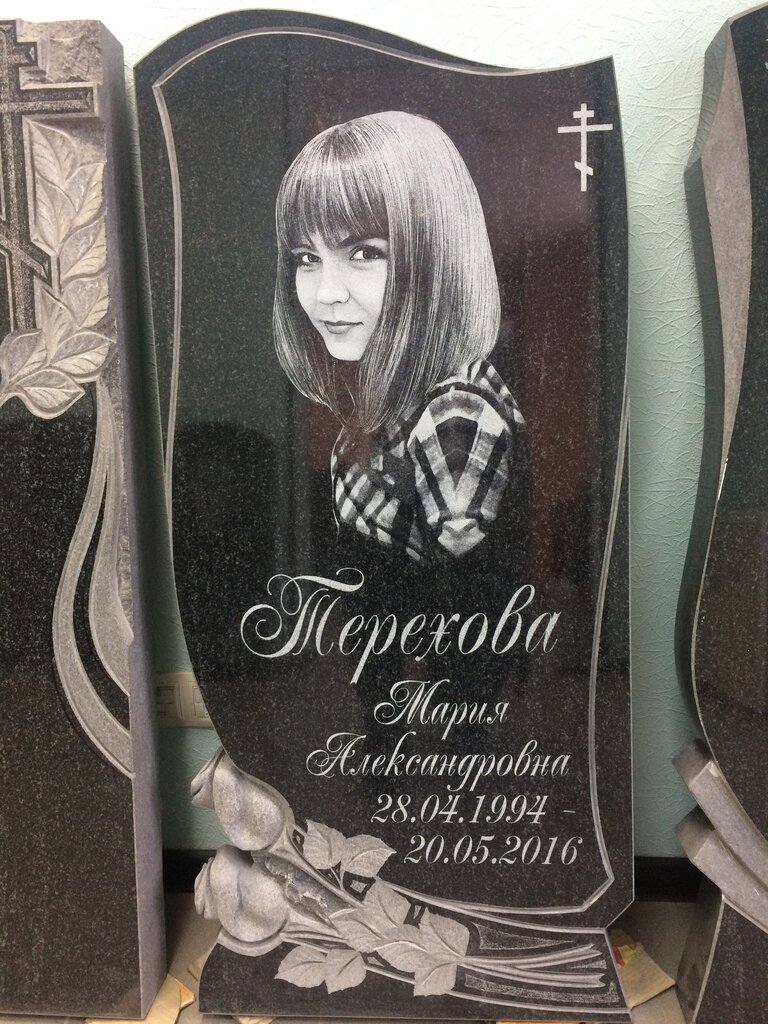 Терехова
Мария
Александровна
28.04.1994 -
20.05.2016